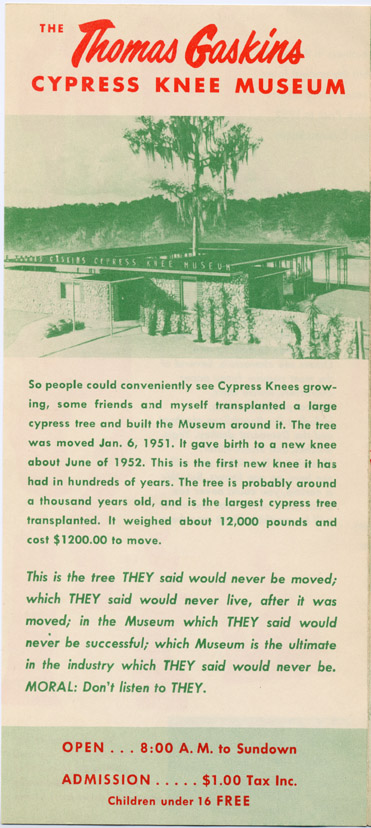 THE
Thomas Gaskins
CYPRESS KNEE MUSEUM
THOMAS GASKINS CYPRESS KNEE MUSEUM
So people could conveniently see Cypress Knees grow-
ing, some friends and myself transplanted a large
cypress tree and built the Museum around it. The tree
was moved Jan. 6, 1951. It gave birth to a new knee
about June of 1952. This is the first new knee it has
had in hundreds of years. The tree is probably around
a thousand years old, and is the largest cypress tree
transplanted. It weighed about 12,000 pounds and
cost $1200.00 to move.
This is the tree THEY said would never be moved;
which THEY said would never live, after it was
moved; in the Museum which THEY said would
never be successful; which Museum is the ultimate
in the industry which THEY said would never be.
MORAL: Don't listen to THEY.
OPEN . . . 8:00 A. M. to Sundown
ADMISSION . . . . . $1.00 Tax Inc.
Children under 16 FREE